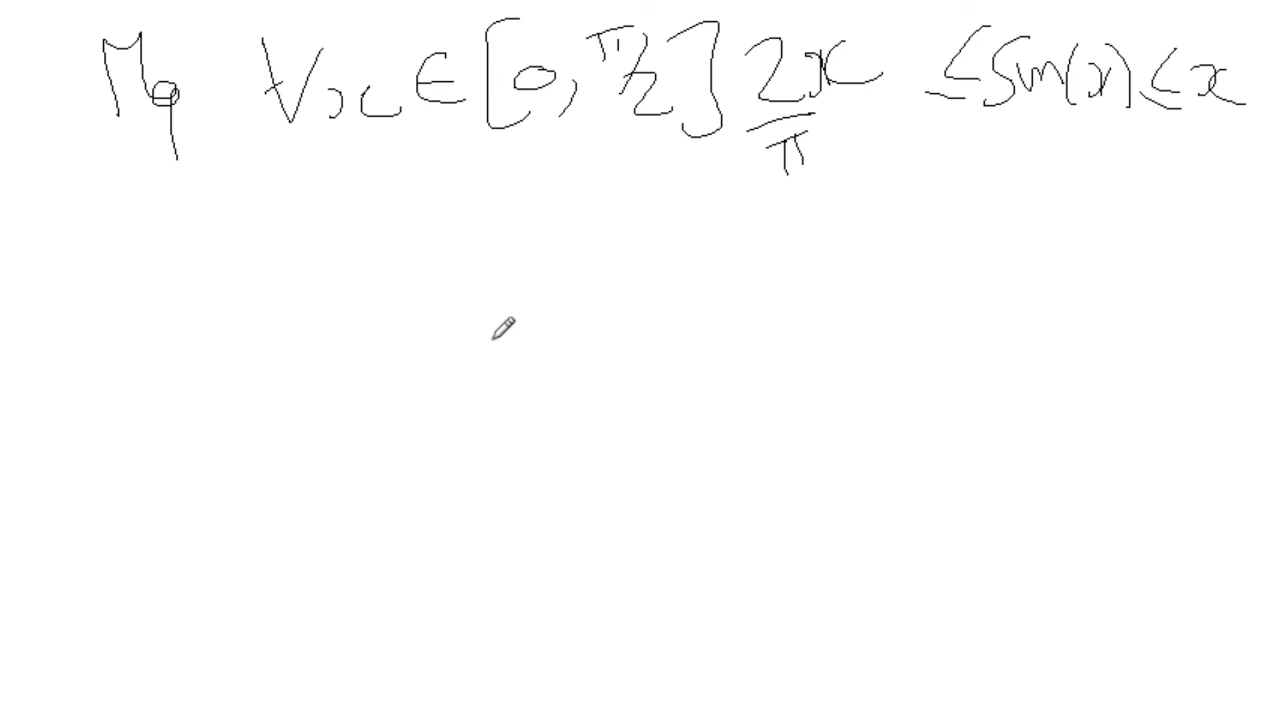 Mq ∀x ∈ [0, π/2] 2x/π ≤ Sin(x) ≤ x